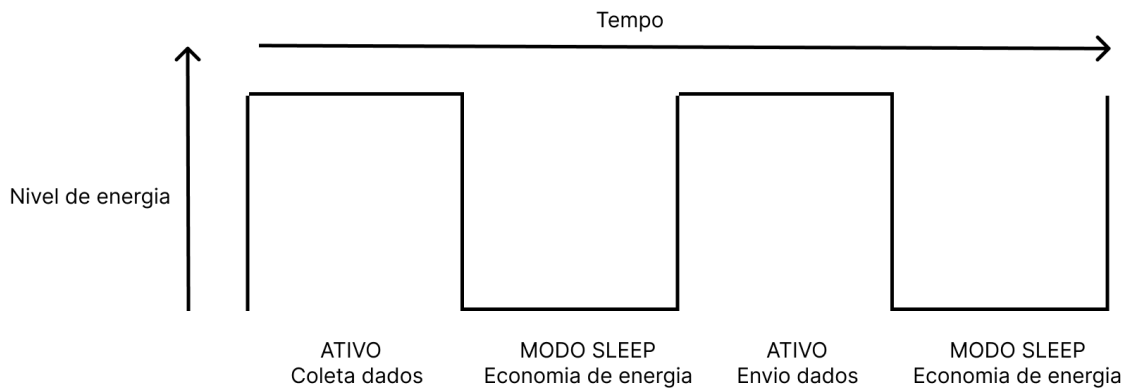 Tempo
Nivel de energia
ATIVO
Coleta dados
MODO SLEEP
Economia de energia
ATIVO
Envio dados
MODO SLEEP
Economia de energia